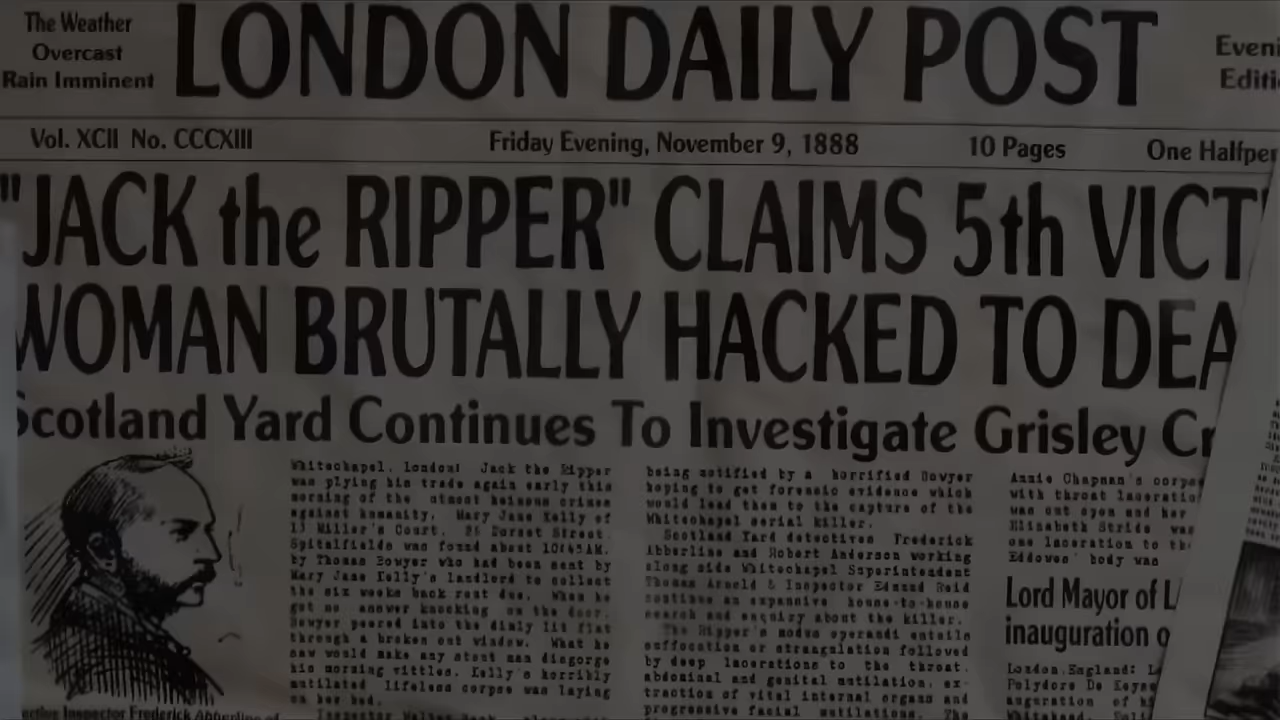 The Weather
Overcast
Rain Imminent
LONDON DAILY POST
Eveni
Editi
Vol. XCII No. CCCXIII
Friday Evening, November 9, 1888
10 Pages
One Halfper
"JACK the RIPPER" CLAIMS 5th VICT
WOMAN BRUTALLY HACKED TO DEA
Scotland Yard Continues To Investigate Grisley Cr
Whitechapel, London! Jack the Ripper
was plying his trade again early this
morning of the utmost heinous crimes
against humanity. Mary Jane Kelly of
13 Miller's Court, 26 Dorset Street,
Spitalfields was found about 10:45AM.
by Thomas Bowyer who had been sent by
Mary Jane Kelly's landlord to collect
the six weeks back rent due. When he
got no answer knocking on the door,
Bowyer peered into the dimly lit flat
through a broken out window. What he
saw would make any stout man disgorge
his morning vittles. Kelly's horribly
mutilated lifeless corpse was laying
on her bed.
being notified by a horrified Bowyer
hoping to get forensic evidence which
would lead them to the capture of the
Whitechapel serial killer.
Scotland Yard detectives Frederick
Abberline and Robert Anderson working
along side Whitechapel Superintendent
Thomas Arnold & Inspector Edmund Reid
continue an expansive house-to-house
search and enquiry about the killer.
The Ripper's modus operandi entails
suffocation or strangulation followed
by deep lacerations to the throat,
abdominal and genital mutilation, ex-
traction of vital internal organs and
progressive facial mutilations. The
Annie Chapman's corpse
with throat laceratio
was cut open and her
Elizabeth Stride was
one laceration to th
Eddowes' body was
Lord Mayor of L
inauguration o
London, England: L
Polydore De Keyse
auguration of hi
Inspector Frederick Abberline of